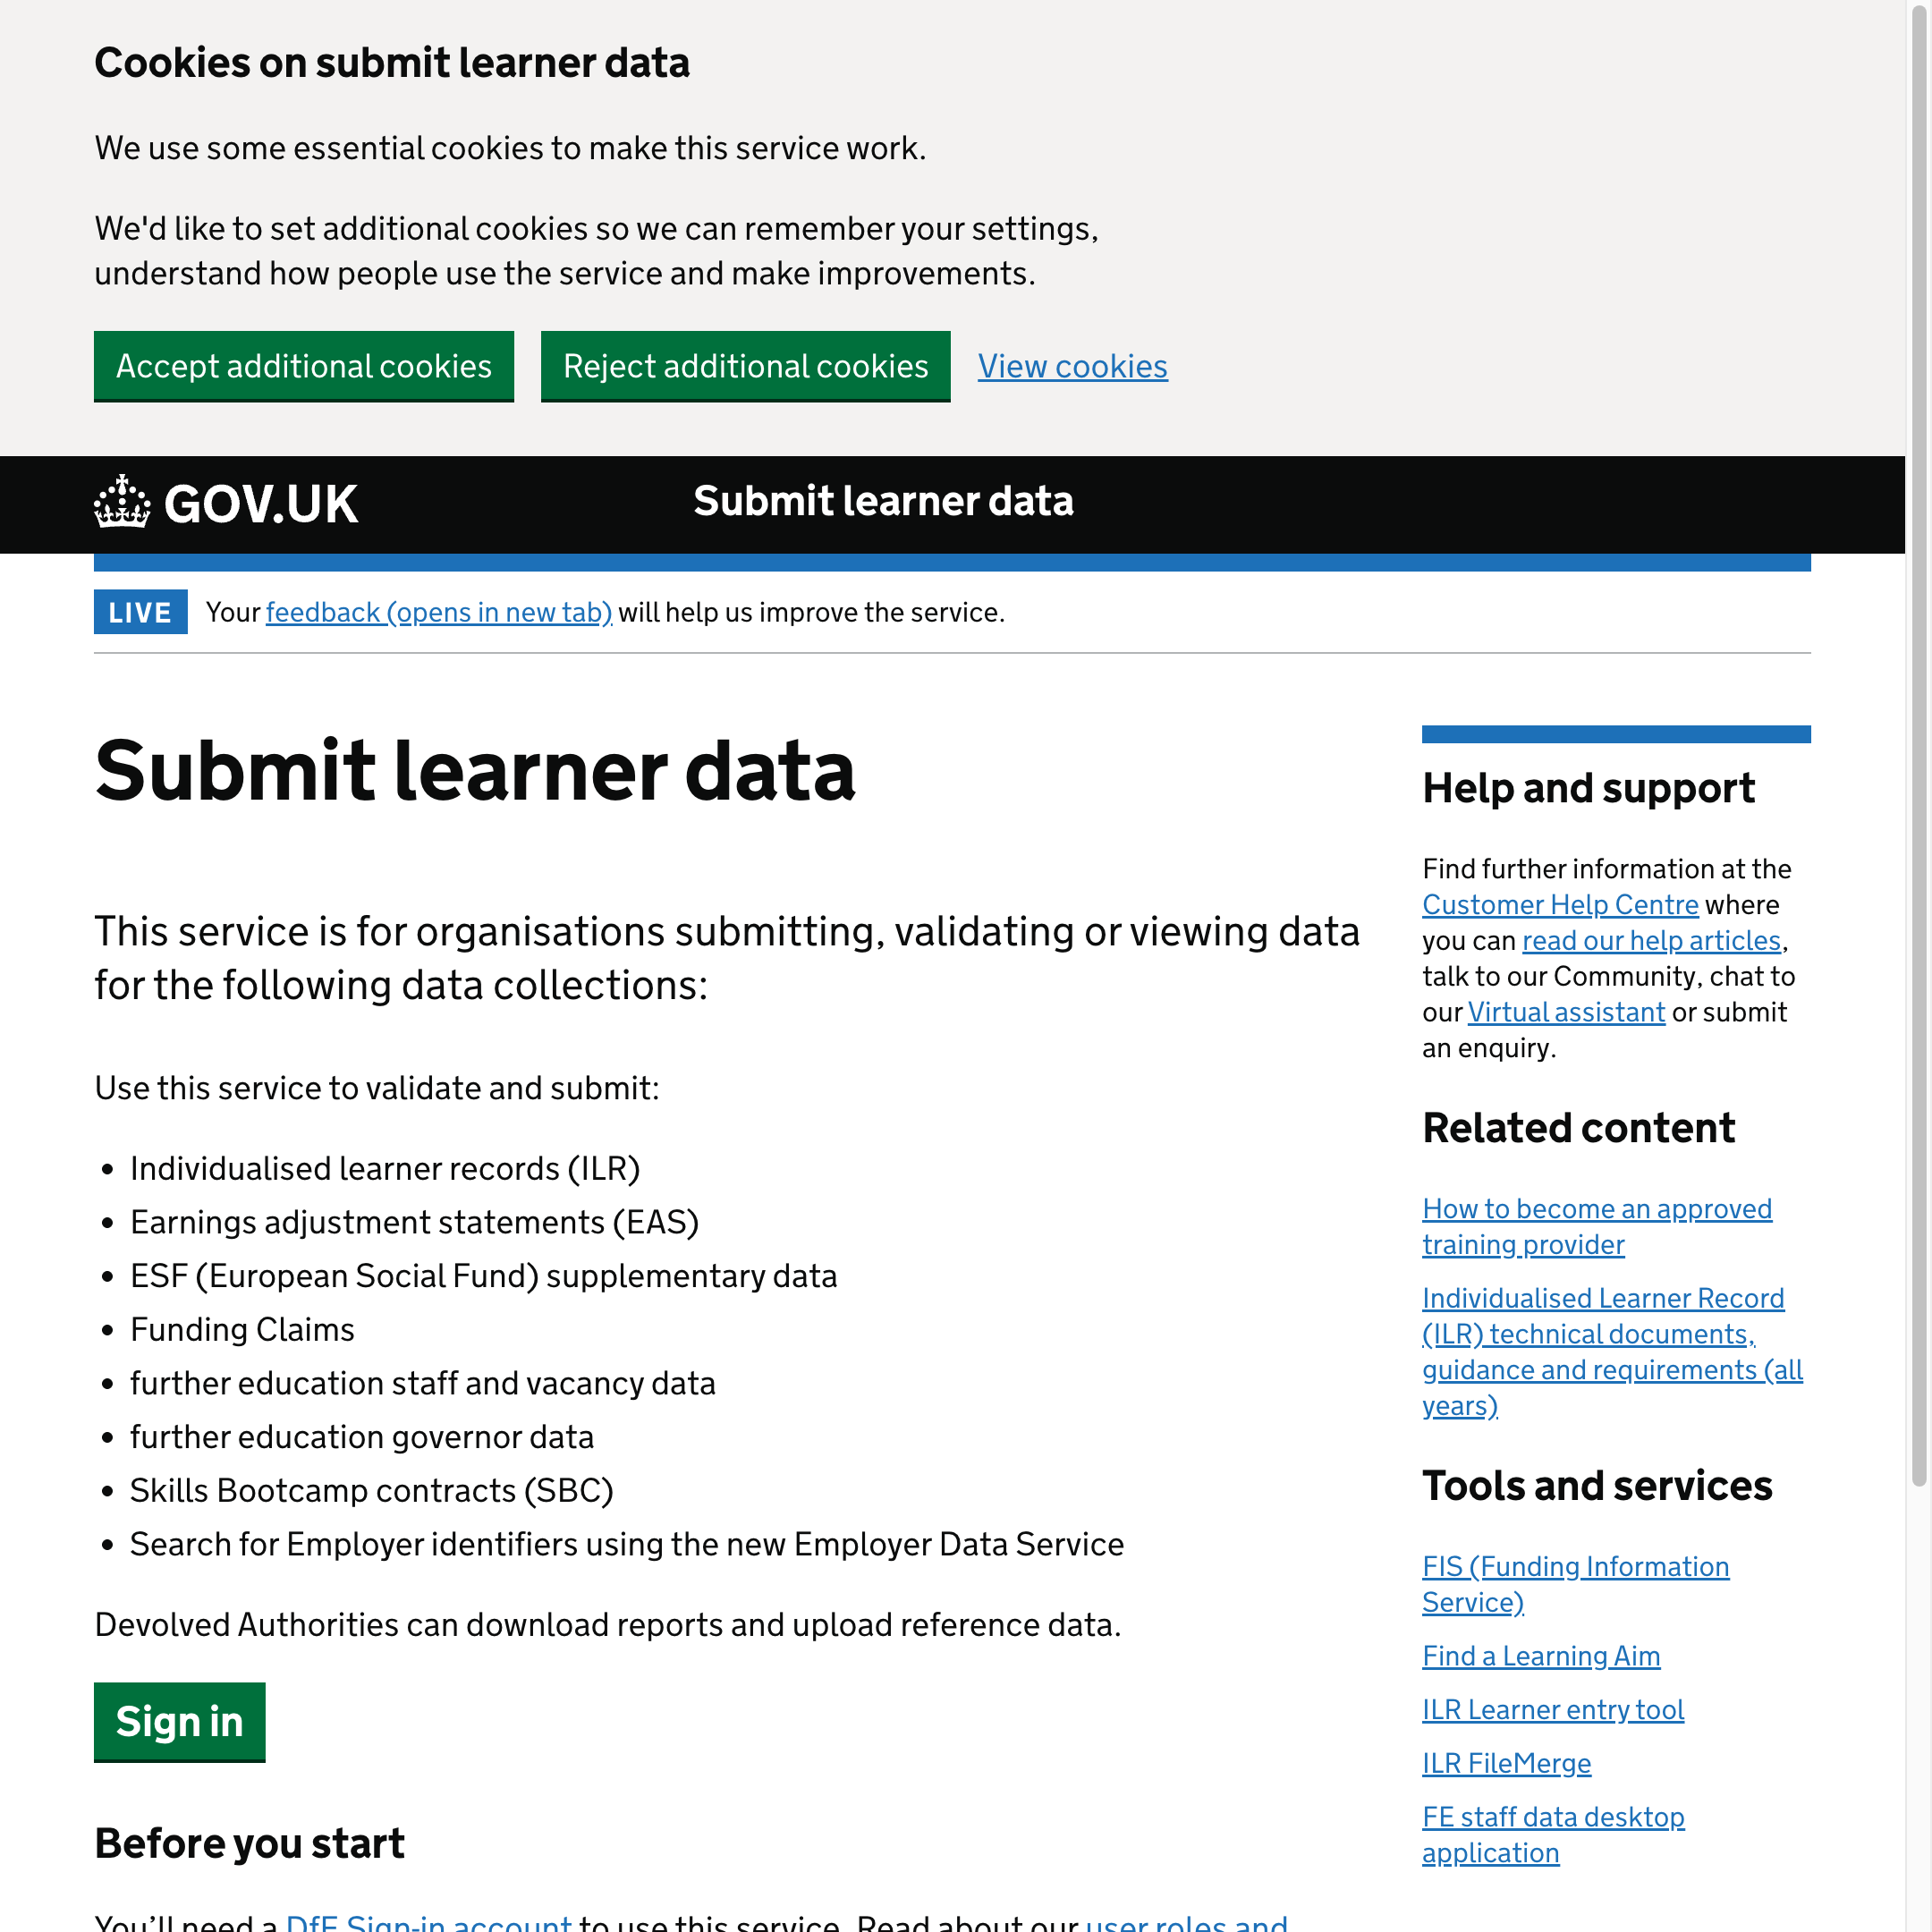 Cookies on submit learner data
We use some essential cookies to make this service work.
We'd like to set additional cookies so we can remember your settings,
understand how people use the service and make improvements.
Accept additional cookies
Reject additional cookies
View cookies
GOV.UK
Submit learner data
LIVE
Your feedback (opens in new tab) will help us improve the service.
Submit learner data
This service is for organisations submitting, validating or viewing data
for the following data collections:
Use this service to validate and submit:
• Individualised learner records (ILR)
• Earnings adjustment statements (EAS)
• ESF (European Social Fund) supplementary data
• Funding Claims
• further education staff and vacancy data
• further education governor data
• Skills Bootcamp contracts (SBC)
• Search for Employer identifiers using the new Employer Data Service
Devolved Authorities can download reports and upload reference data.
Sign in
Before you start
You’ll need a DfE Sign-in account to use this service. Read about our user roles and
Help and support
Find further information at the
Customer Help Centre where
you can read our help articles,
talk to our Community, chat to
our Virtual assistant or submit
an enquiry.
Related content
How to become an approved
training provider
Individualised Learner Record
(ILR) technical documents,
guidance and requirements (all
years)
Tools and services
FIS (Funding Information
Service)
Find a Learning Aim
ILR Learner entry tool
ILR FileMerge
FE staff data desktop
application